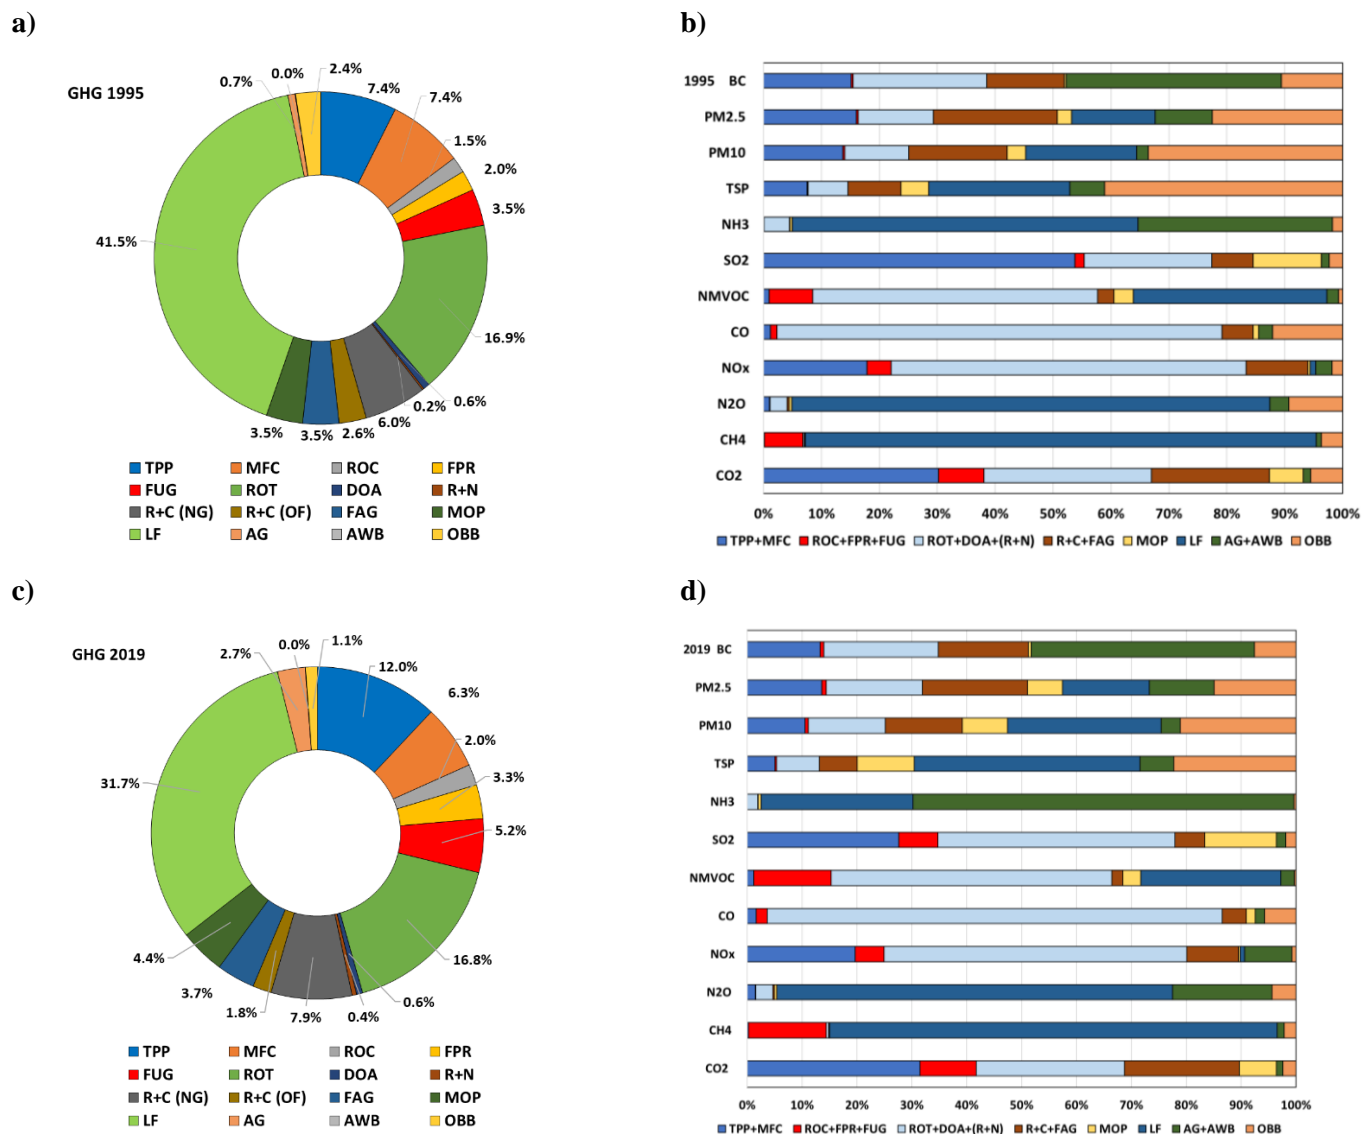 a)
GHG 1995
0.7%
0.0%
2.4%
7.4%
7.4%
1.5%
2.0%
3.5%
16.9%
0.6%
0.2%
6.0%
2.6%
3.5%
3.5%
41.5%
TPP MFC ROC FPR
FUG ROT DOA R+N
R+C (NG) R+C (OF) FAG MOP
LF AG AWB OBB
b)
1995 BC
PM2.5
PM10
TSP
NH3
SO2
NMVOC
CO
NOx
N2O
CH4
CO2
0% 10% 20% 30% 40% 50% 60% 70% 80% 90% 100%
TPP+MFC ROC+FPR+FUG ROT+DOA+(R+N) R+C+FAG MOP LF AG+AWB OBB
c)
GHG 2019
2.7%
0.0%
1.1%
12.0%
6.3%
2.0%
3.3%
5.2%
16.8%
0.6%
0.4%
7.9%
1.8%
3.7%
4.4%
31.7%
TPP MFC ROC FPR
FUG ROT DOA R+N
R+C (NG) R+C (OF) FAG MOP
LF AG AWB OBB
d)
2019 BC
PM2.5
PM10
TSP
NH3
SO2
NMVOC
CO
NOx
N2O
CH4
CO2
0% 10% 20% 30% 40% 50% 60% 70% 80% 90% 100%
TPP+MFC ROC+FPR+FUG ROT+DOA+(R+N) R+C+FAG MOP LF AG+AWB OBB